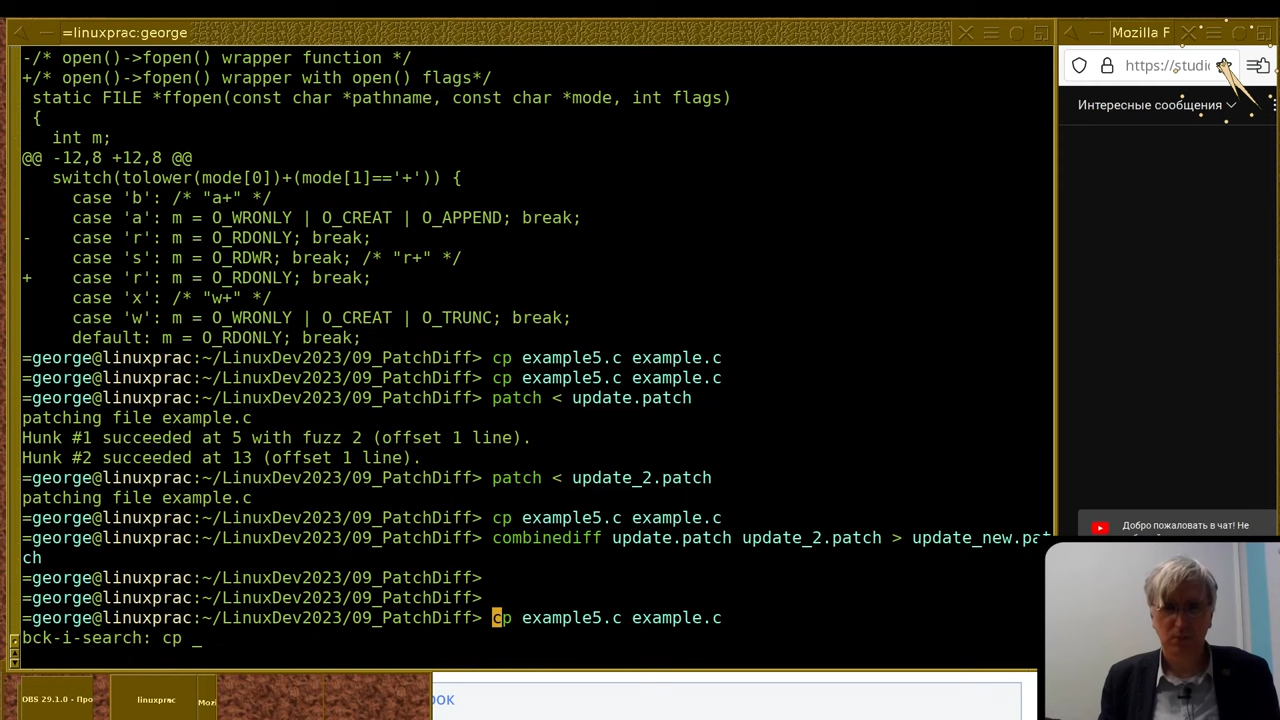 =linuxprac:george
-/* open()->fopen() wrapper function */
+/* open()->fopen() wrapper with open() flags*/
 static FILE *ffopen(const char *pathname, const char *mode, int flags)
 {
   int m;
@@ -12,8 +12,8 @@
   switch(tolower(mode[0])+(mode[1]=='+')) {
     case 'b': /* "a+" */
     case 'a': m = O_WRONLY | O_CREAT | O_APPEND; break;
-    case 'r': m = O_RDONLY; break;
     case 's': m = O_RDWR; break; /* "r+" */
+    case 'r': m = O_RDONLY; break;
     case 'x': /* "w+" */
     case 'w': m = O_WRONLY | O_CREAT | O_TRUNC; break;
     default: m = O_RDONLY; break;
=george@linuxprac:~/LinuxDev2023/09_PatchDiff> cp example5.c example.c
=george@linuxprac:~/LinuxDev2023/09_PatchDiff> cp example5.c example.c
=george@linuxprac:~/LinuxDev2023/09_PatchDiff> patch < update.patch
patching file example.c
Hunk #1 succeeded at 5 with fuzz 2 (offset 1 line).
Hunk #2 succeeded at 13 (offset 1 line).
=george@linuxprac:~/LinuxDev2023/09_PatchDiff> patch < update_2.patch
patching file example.c
=george@linuxprac:~/LinuxDev2023/09_PatchDiff> cp example5.c example.c
=george@linuxprac:~/LinuxDev2023/09_PatchDiff> combinediff update.patch update_2.patch > update_new.pat
ch
=george@linuxprac:~/LinuxDev2023/09_PatchDiff>
=george@linuxprac:~/LinuxDev2023/09_PatchDiff>
=george@linuxprac:~/LinuxDev2023/09_PatchDiff> cp example5.c example.c
bck-i-search: cp _
Mozilla F
https://studi
Интересные сообщения
Добро пожаловать в чат! Не
OBS 29.1.0 - Про
linuxprac
Mozi
ОК